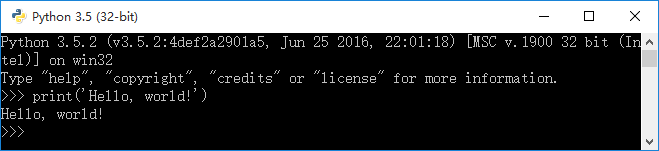 Python 3.5 (32-bit)
Python 3.5.2 (v3.5.2:4def2a2901a5, Jun 25 2016, 22:01:18) [MSC v.1900 32 bit (In
tel)] on win32
Type "help", "copyright", "credits" or "license" for more information.
>>> print('Hello, world!')
Hello, world!
>>>